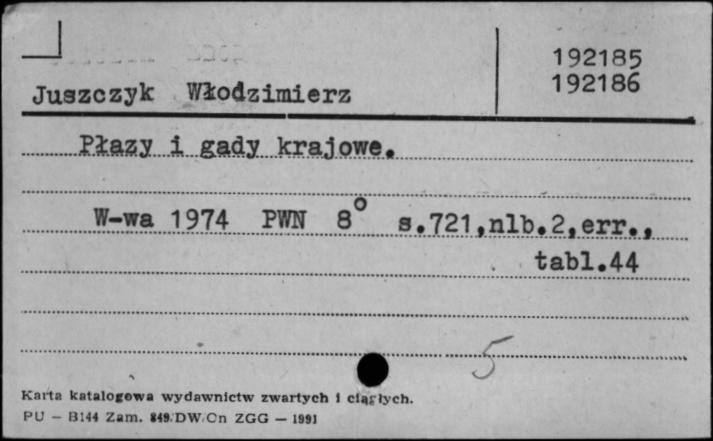 192185
192186
Juszczyk Włodzimierz
Płazy i gady krajowe.
W-wa 1974 PWN 8° s.721,nlb.2,err.,
tabl.44
5
Karta katalogowa wydawnictw zwartych i ciągłych.
PU — B144 Zam. 849/DW/On ZGG — 1991